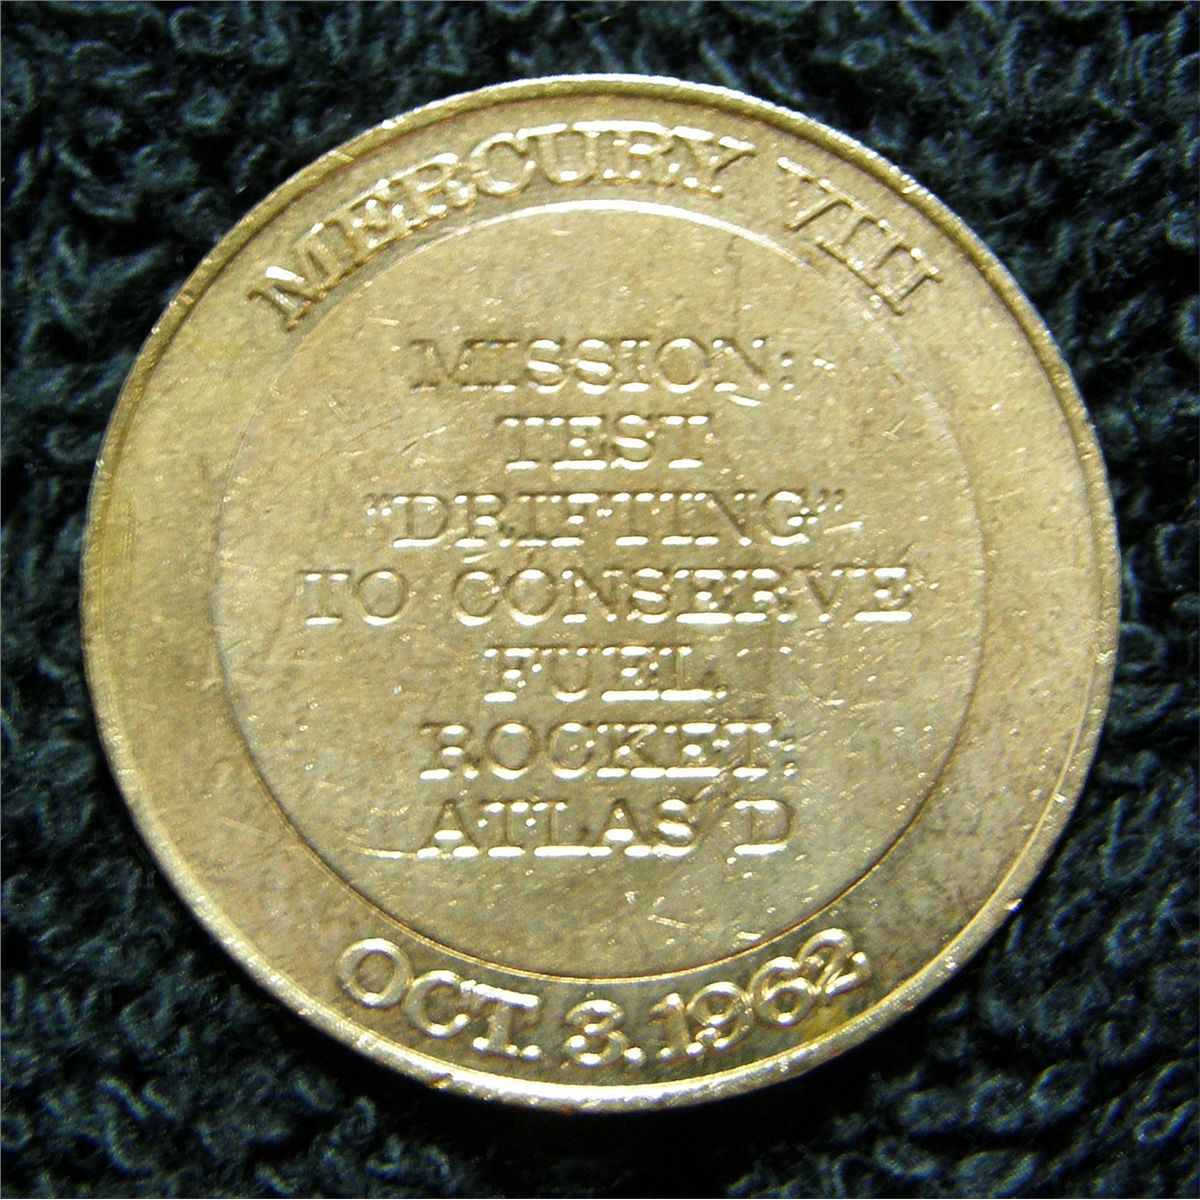 MERCURY VIII
MISSION:
TEST
"DRIFTING"
TO CONSERVE
FUEL.
ROCKET:
ATLAS D
OCT. 3, 1962